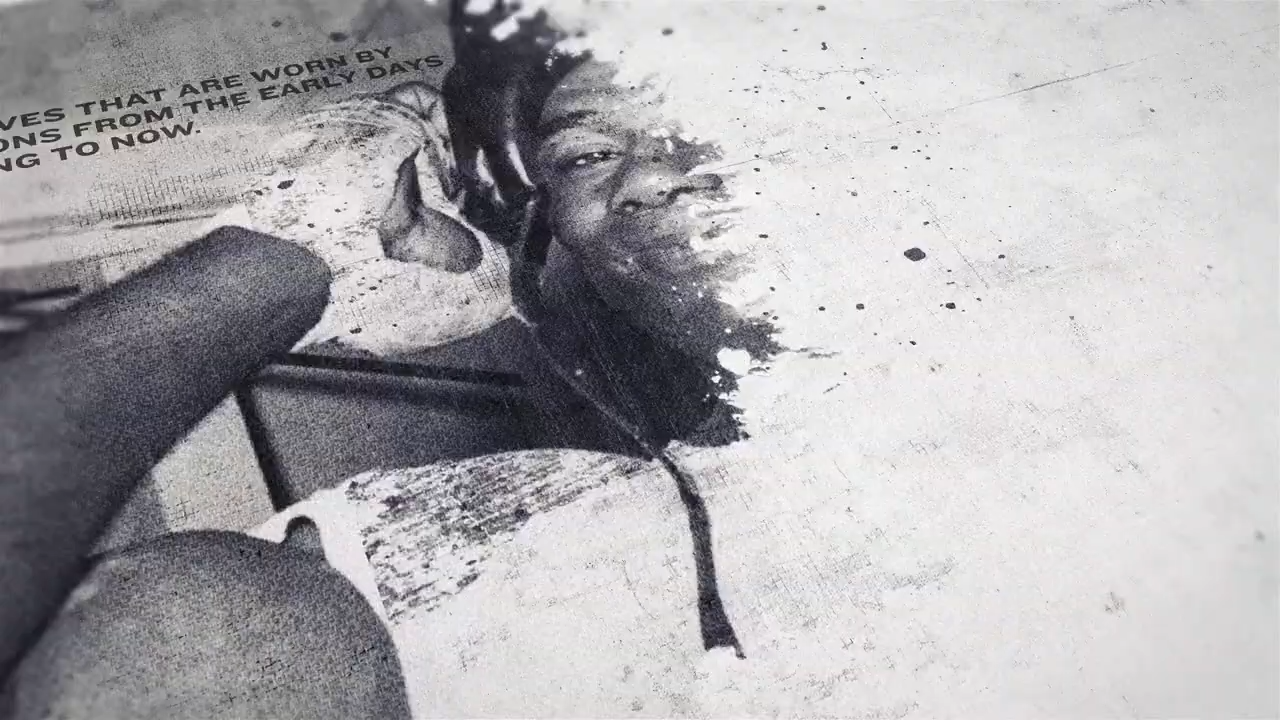 VES THAT ARE WORN BY
ONS FROM THE EARLY DAYS
NG TO NOW.